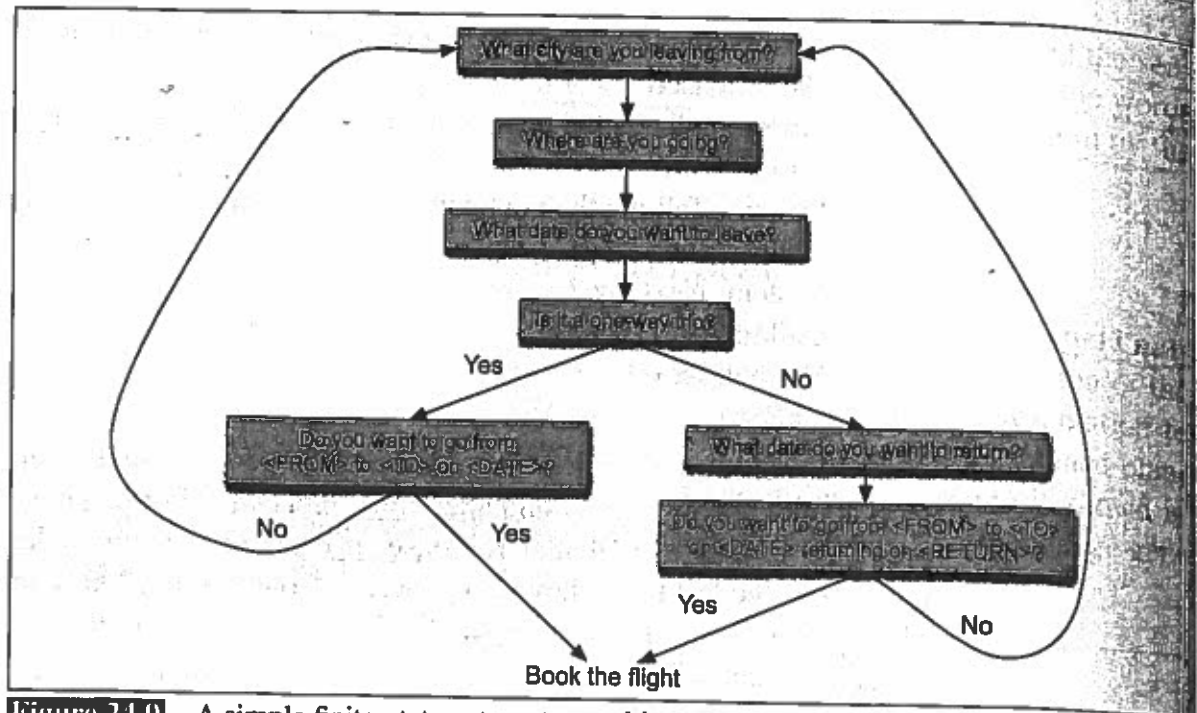 What city are you leaving from?
Where are you going?
What date do you want to leave?
Is it a one-way trip?
Yes
No
Do you want to go from
<FROM> to <TO> on <DATE>?
What date do you want to return?
Do you want to go from <FROM> to <TO>
on <DATE> returning on <RETURN>?
No
Yes
Yes
No
Book the flight
A simple finite-state